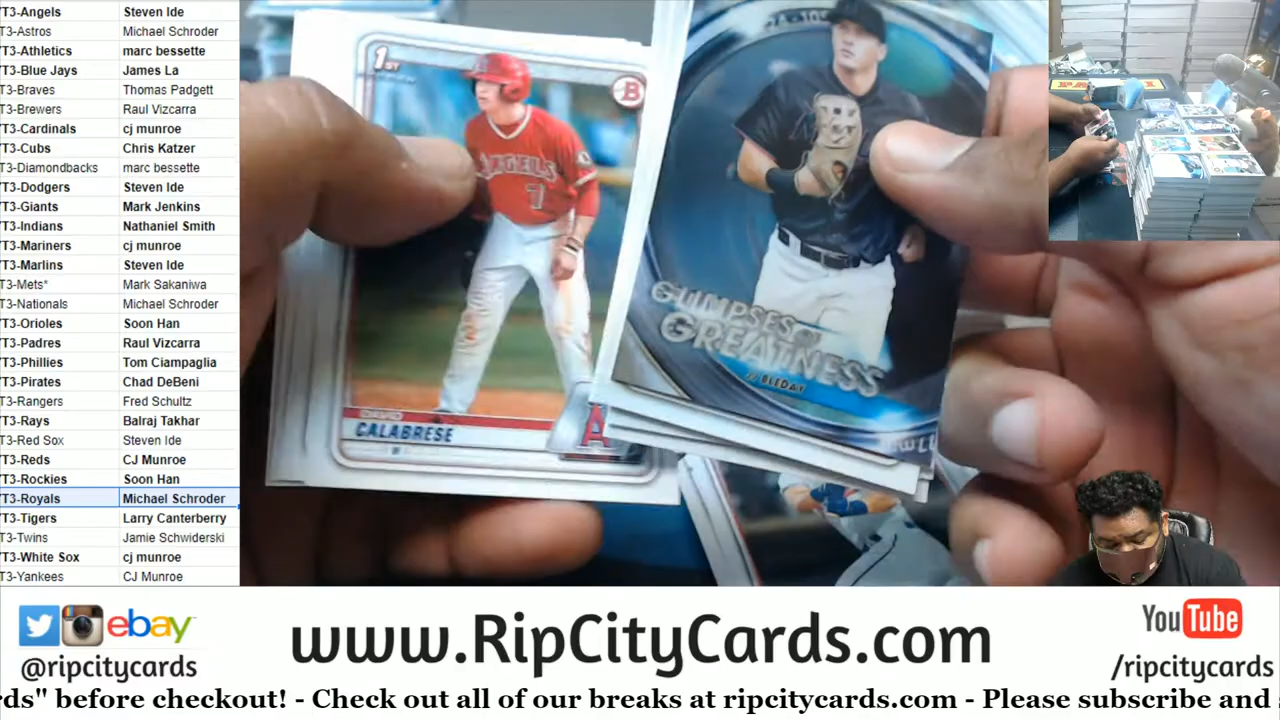 T3-Angels Steven Ide
T3-Astros Michael Schroder
T3-Athletics marc bessette
T3-Blue Jays James La
T3-Braves Thomas Padgett
T3-Brewers Raul Vizcarra
T3-Cardinals cj munroe
T3-Cubs Chris Katzer
T3-Diamondbacks marc bessette
T3-Dodgers Steven Ide
T3-Giants Mark Jenkins
T3-Indians Nathaniel Smith
T3-Mariners cj munroe
T3-Marlins Steven Ide
T3-Mets* Mark Sakaniwa
T3-Nationals Michael Schroder
T3-Orioles Soon Han
T3-Padres Raul Vizcarra
T3-Phillies Tom Ciampaglia
T3-Pirates Chad DeBeni
T3-Rangers Fred Schultz
T3-Rays Balraj Takhar
T3-Red Sox Steven Ide
T3-Reds CJ Munroe
T3-Rockies Soon Han
T3-Royals Michael Schroder
T3-Tigers Larry Canterberry
T3-Twins Jamie Schwiderski
T3-White Sox cj munroe
T3-Yankees CJ Munroe
1ST
B
ANGELS
7
DAVID
CALABRESE
A
GLIMPSES OF
GREATNESS
JJ BLEDAY
ebay
@ripcitycards
www.RipCityCards.com
YouTube
/ripcitycards
rds" before checkout! - Check out all of our breaks at ripcitycards.com - Please subscribe and